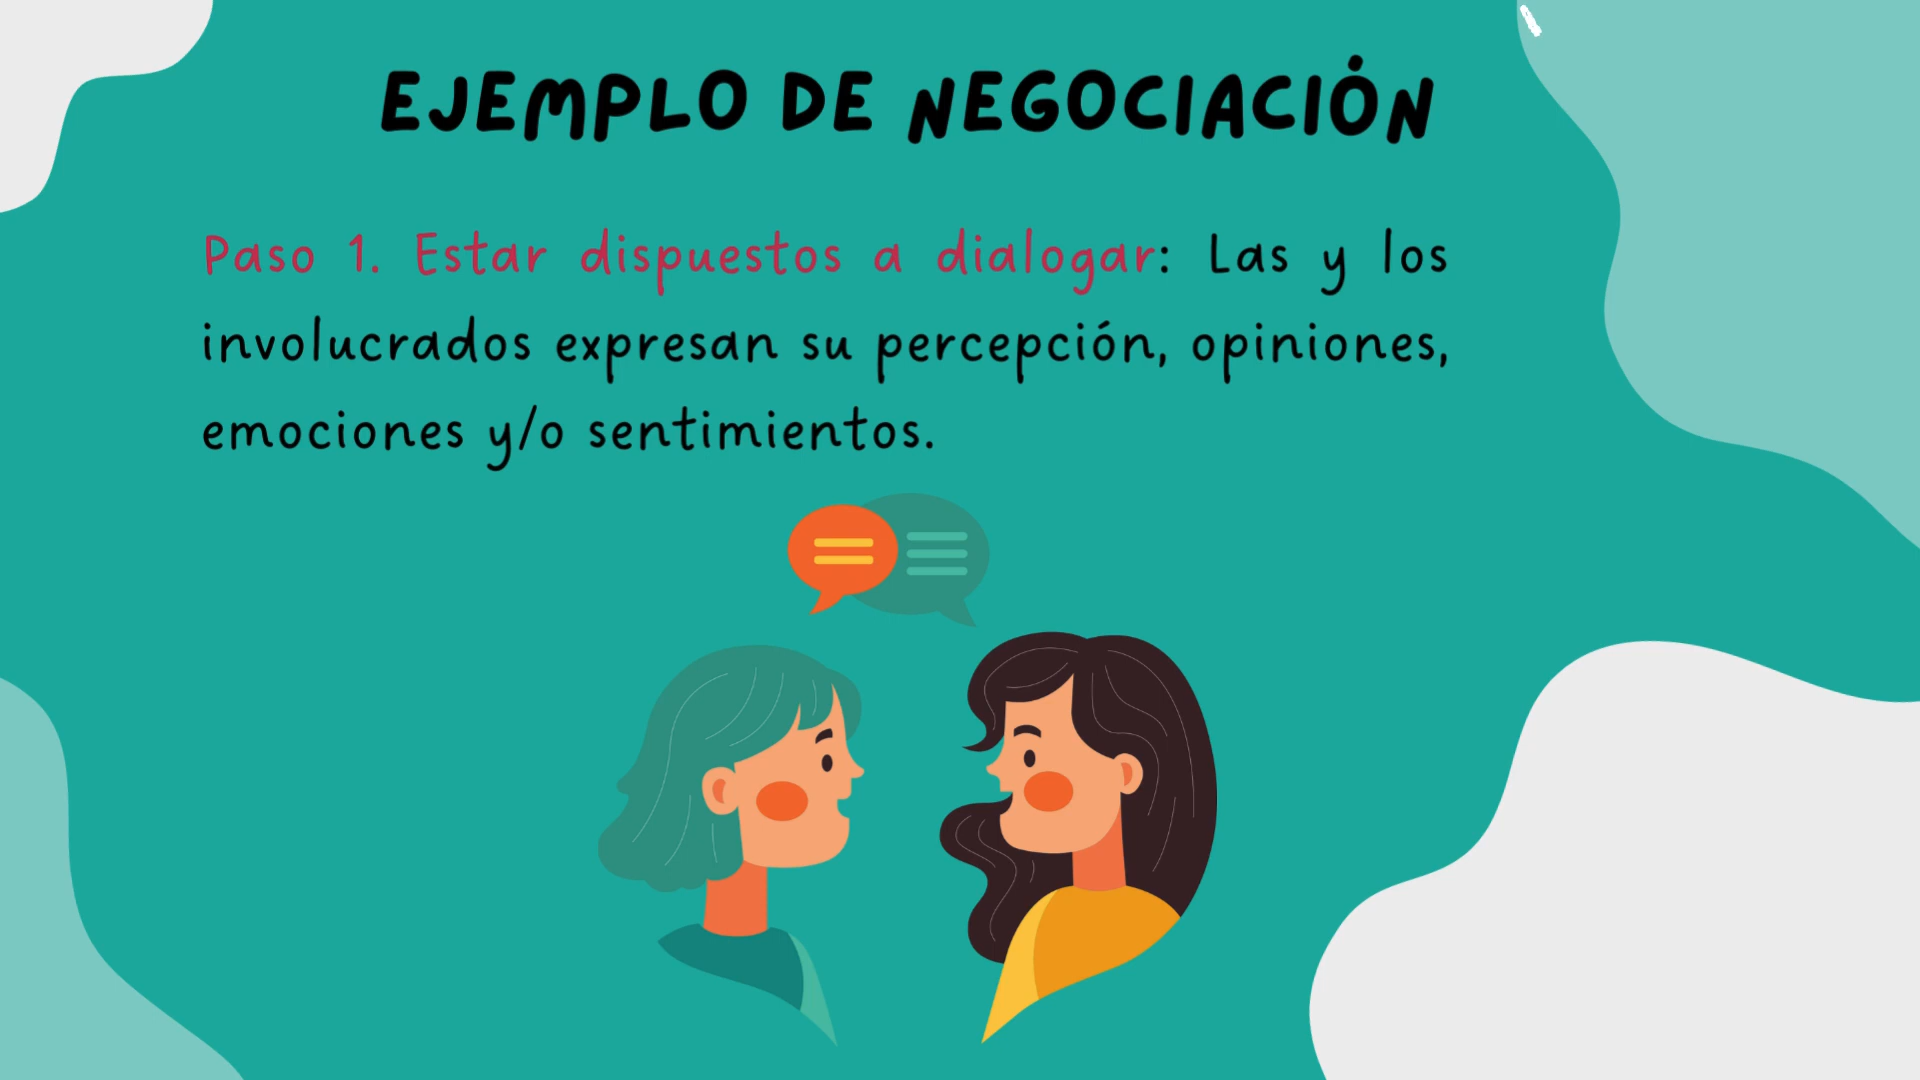 EJEMPLO DE NEGOCIACIÓN
Paso 1. Estar dispuestos a dialogar: Las y los
involucrados expresan su percepción, opiniones,
emociones y/o sentimientos.